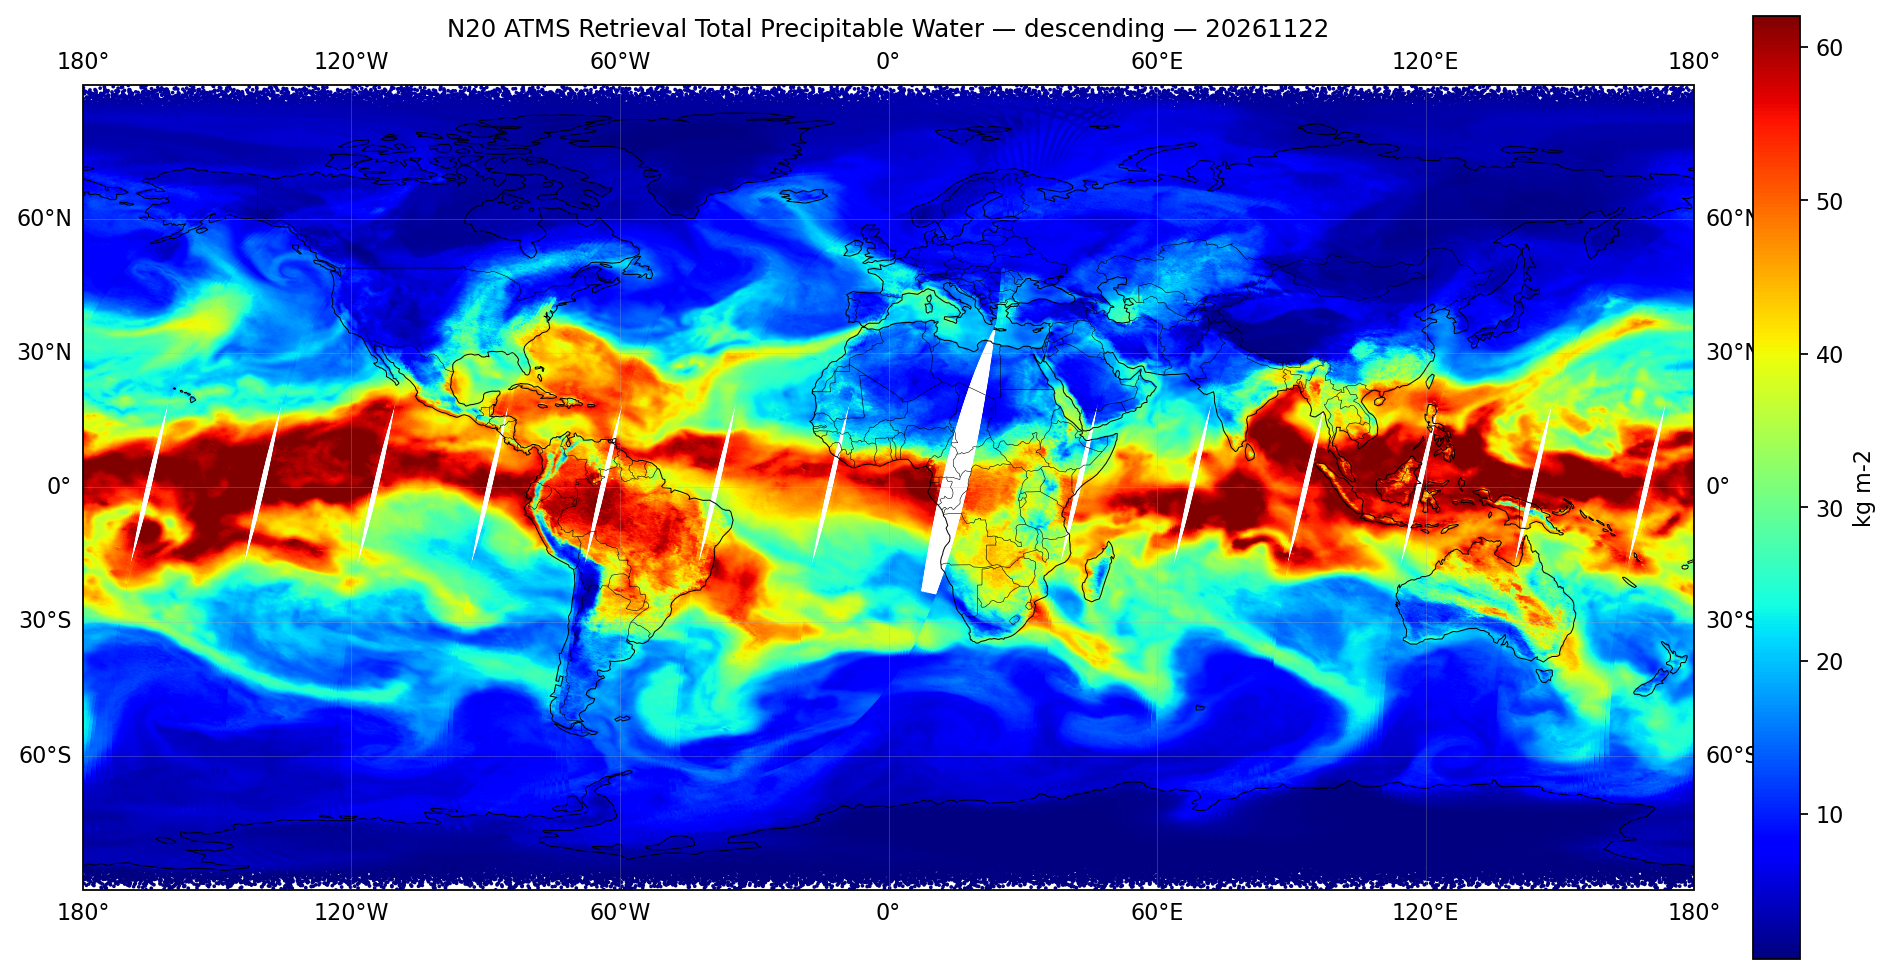 N20 ATMS Retrieval Total Precipitable Water — descending — 20261122
180° 120°W 60°W 0° 60°E 120°E 180°
60°N 60°N
30°N 30°N
0° 0°
30°S 30°S
60°S 60°S
180° 120°W 60°W 0° 60°E 120°E 180°
60
50
40
30
20
10
kg m-2